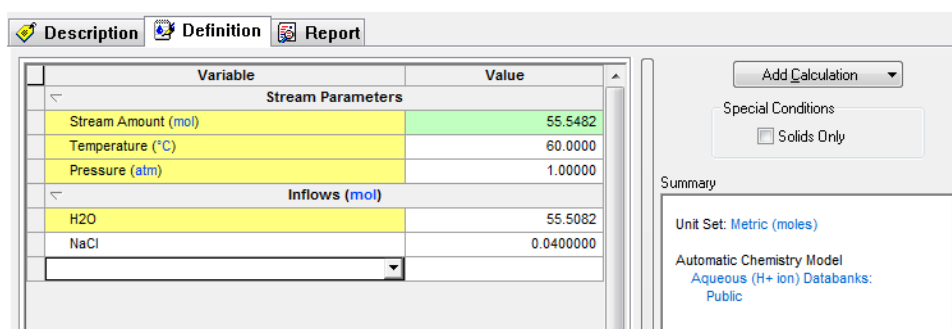 Description Definition Report
Variable Value
Stream Parameters
Stream Amount (mol) 55.5482
Temperature (°C) 60.0000
Pressure (atm) 1.00000
Inflows (mol)
H2O 55.5082
NaCl 0.0400000
Add Calculation
Special Conditions
Solids Only
Summary
Unit Set: Metric (moles)
Automatic Chemistry Model
Aqueous (H+ ion) Databanks:
Public